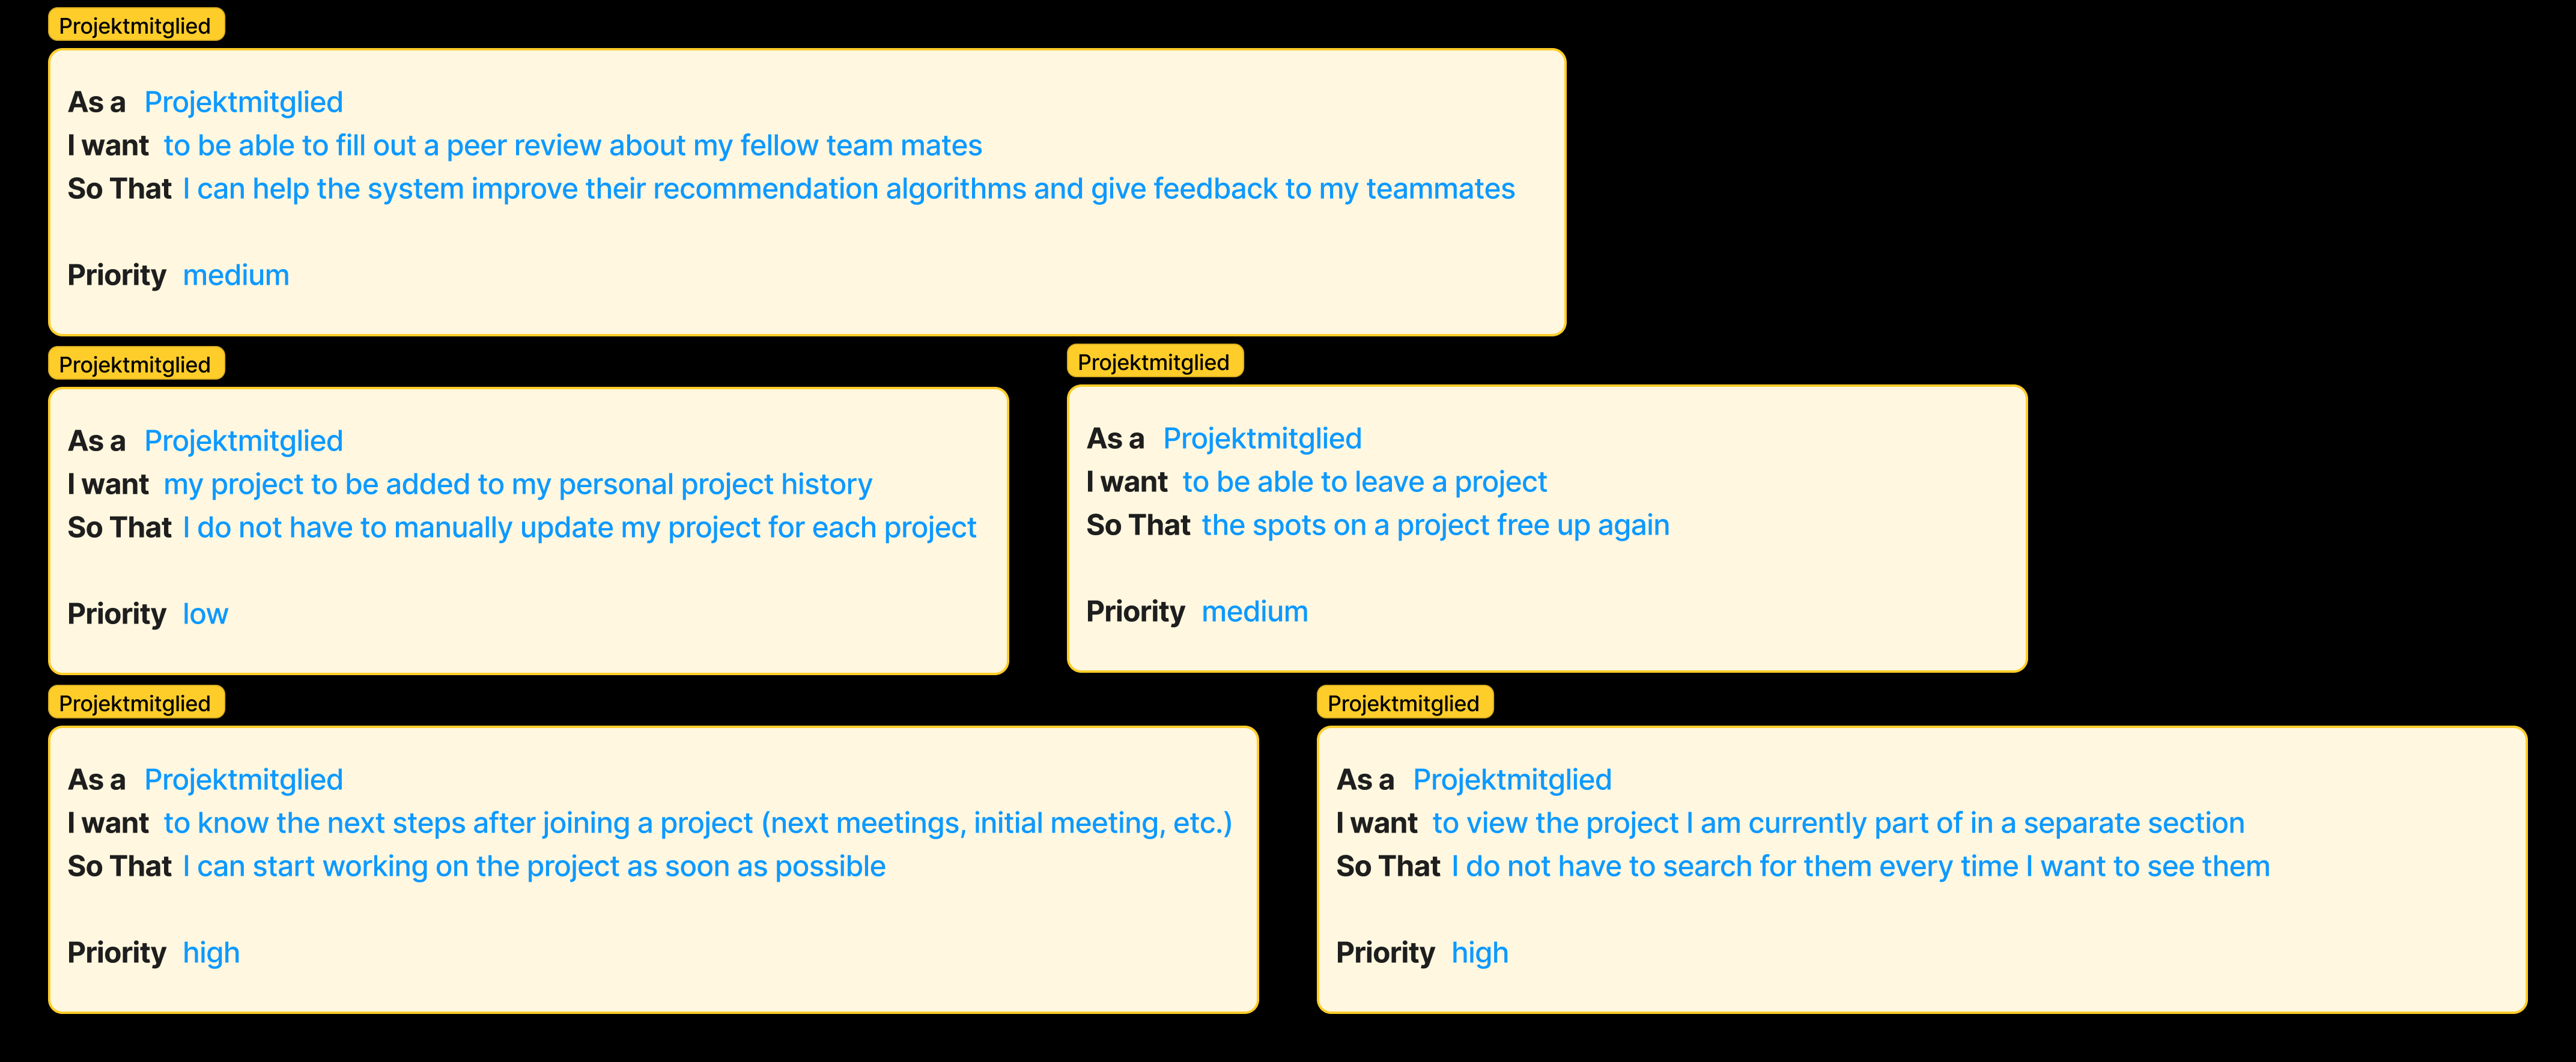 Projektmitglied
As a Projektmitglied
I want to be able to fill out a peer review about my fellow team mates
So That I can help the system improve their recommendation algorithms and give feedback to my teammates
Priority medium
Projektmitglied
As a Projektmitglied
I want my project to be added to my personal project history
So That I do not have to manually update my project for each project
Priority low
Projektmitglied
As a Projektmitglied
I want to be able to leave a project
So That the spots on a project free up again
Priority medium
Projektmitglied
As a Projektmitglied
I want to know the next steps after joining a project (next meetings, initial meeting, etc.)
So That I can start working on the project as soon as possible
Priority high
Projektmitglied
As a Projektmitglied
I want to view the project I am currently part of in a separate section
So That I do not have to search for them every time I want to see them
Priority high